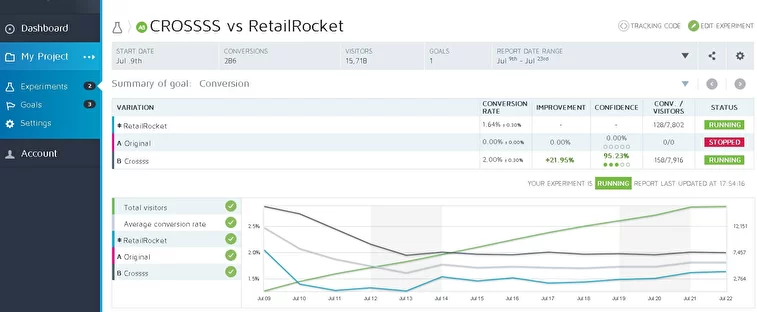 Dashboard
My Project
Experiments 2
Goals 3
Settings
Account
AB CROSSSS vs RetailRocket
TRACKING CODE
EDIT EXPERIMENT
START DATE
Jul .9th
CONVERSIONS
286
VISITORS
15,718
GOALS
1
REPORT DATE RANGE
Jul 9th - Jul 23rd
Summary of goal: Conversion
VARIATION CONVERSION RATE IMPROVEMENT CONFIDENCE CONV. / VISITORS STATUS
RetailRocket 1.64% ± 0.30% - - 128/7,802 RUNNING
A Original 0.00% ± 0.00% 0.00% 0.00% 0/0 STOPPED
B Crossss 2.00% ± 0.30% +21.95% 95.23% 158/7,916 RUNNING
YOUR EXPERIMENT IS RUNNING REPORT LAST UPDATED AT 17:54:16
Total visitors
Average conversion rate
RetailRocket
A Original
B Crossss
2.5% 12,151
2.0% 7,457
1.5% 2,764
Jul 09 Jul 10 Jul 11 Jul 12 Jul 13 Jul 14 Jul 15 Jul 16 Jul 17 Jul 18 Jul 19 Jul 20 Jul 21 Jul 22